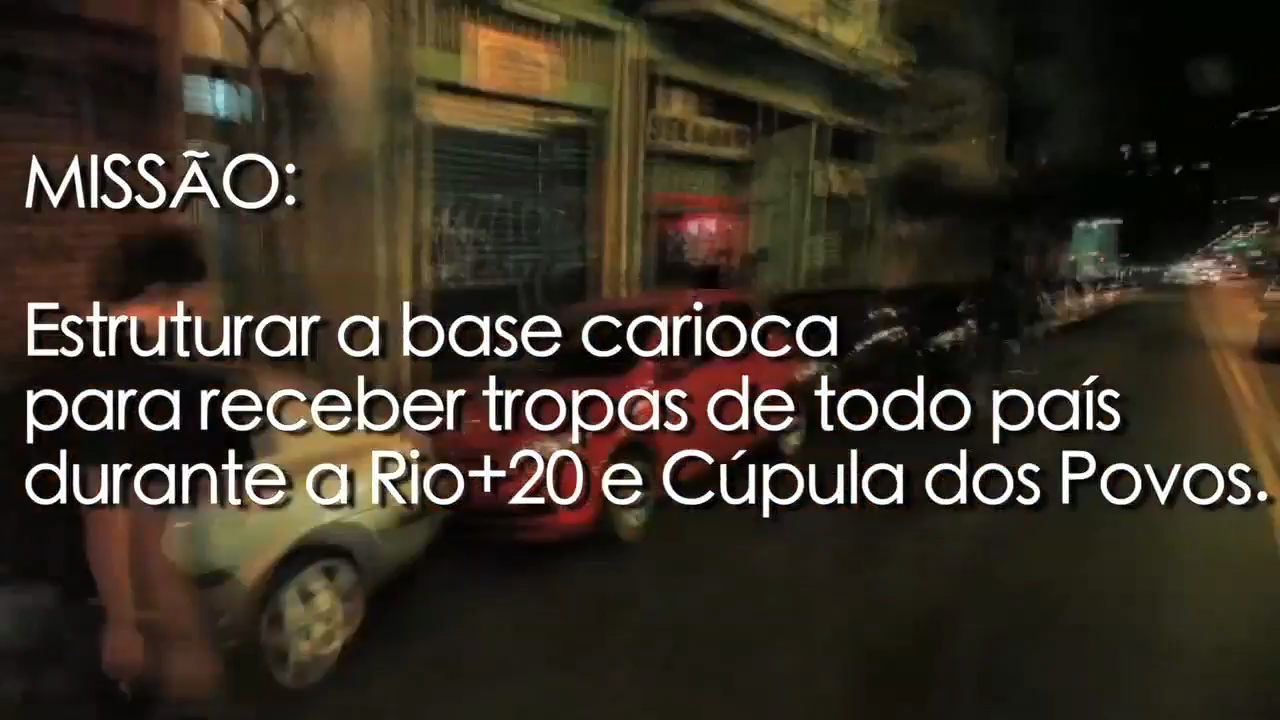 MISSÃO:
Estruturar a base carioca
para receber tropas de todo país
durante a Rio+20 e Cúpula dos Povos.